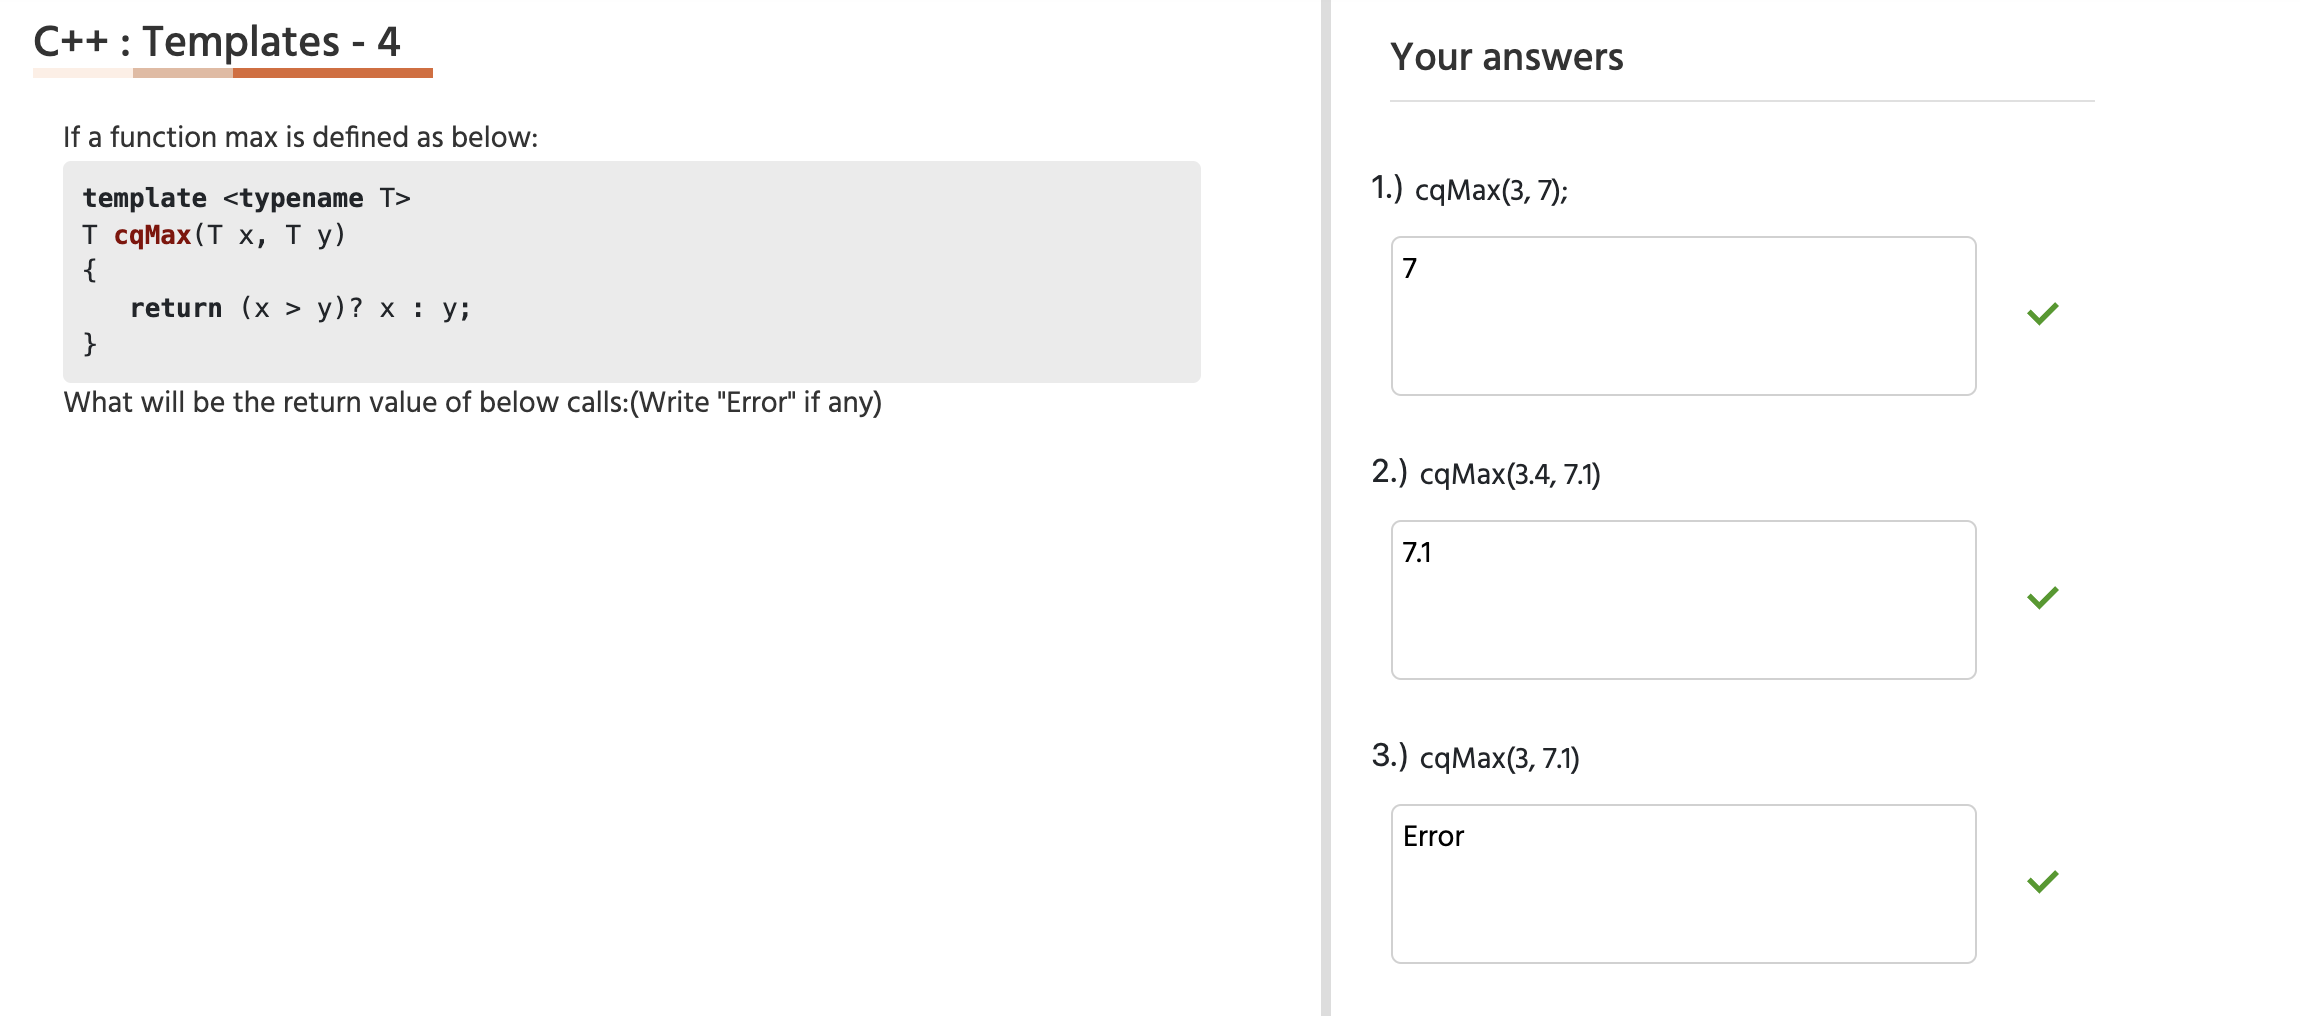 C++ : Templates - 4
If a function max is defined as below:
template <typename T>
T cqMax(T x, T y)
{
   return (x > y)? x : y;
}
What will be the return value of below calls:(Write "Error" if any)
Your answers
1.) cqMax(3, 7);
7
2.) cqMax(3.4, 7.1)
7.1
3.) cqMax(3, 7.1)
Error